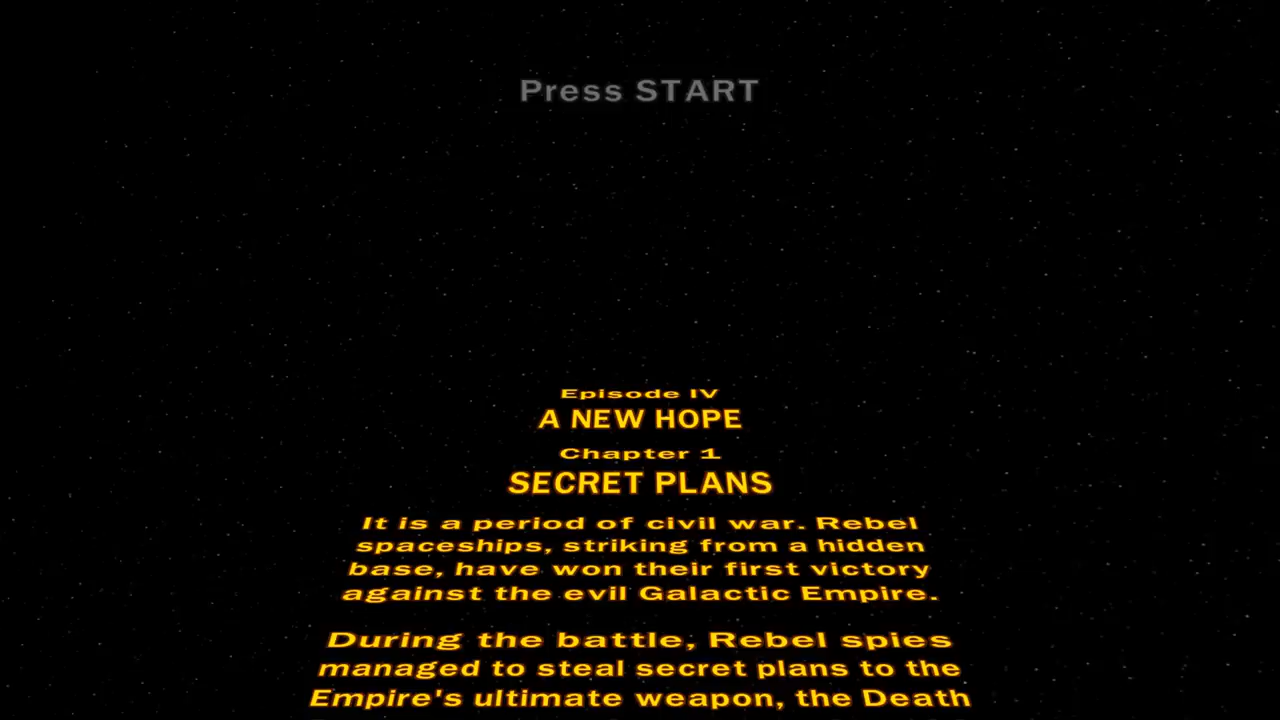 Press START
Episode IV
A NEW HOPE
Chapter 1
SECRET PLANS
It is a period of civil war. Rebel
spaceships, striking from a hidden
base, have won their first victory
against the evil Galactic Empire.
During the battle, Rebel spies
managed to steal secret plans to the
Empire's ultimate weapon, the Death